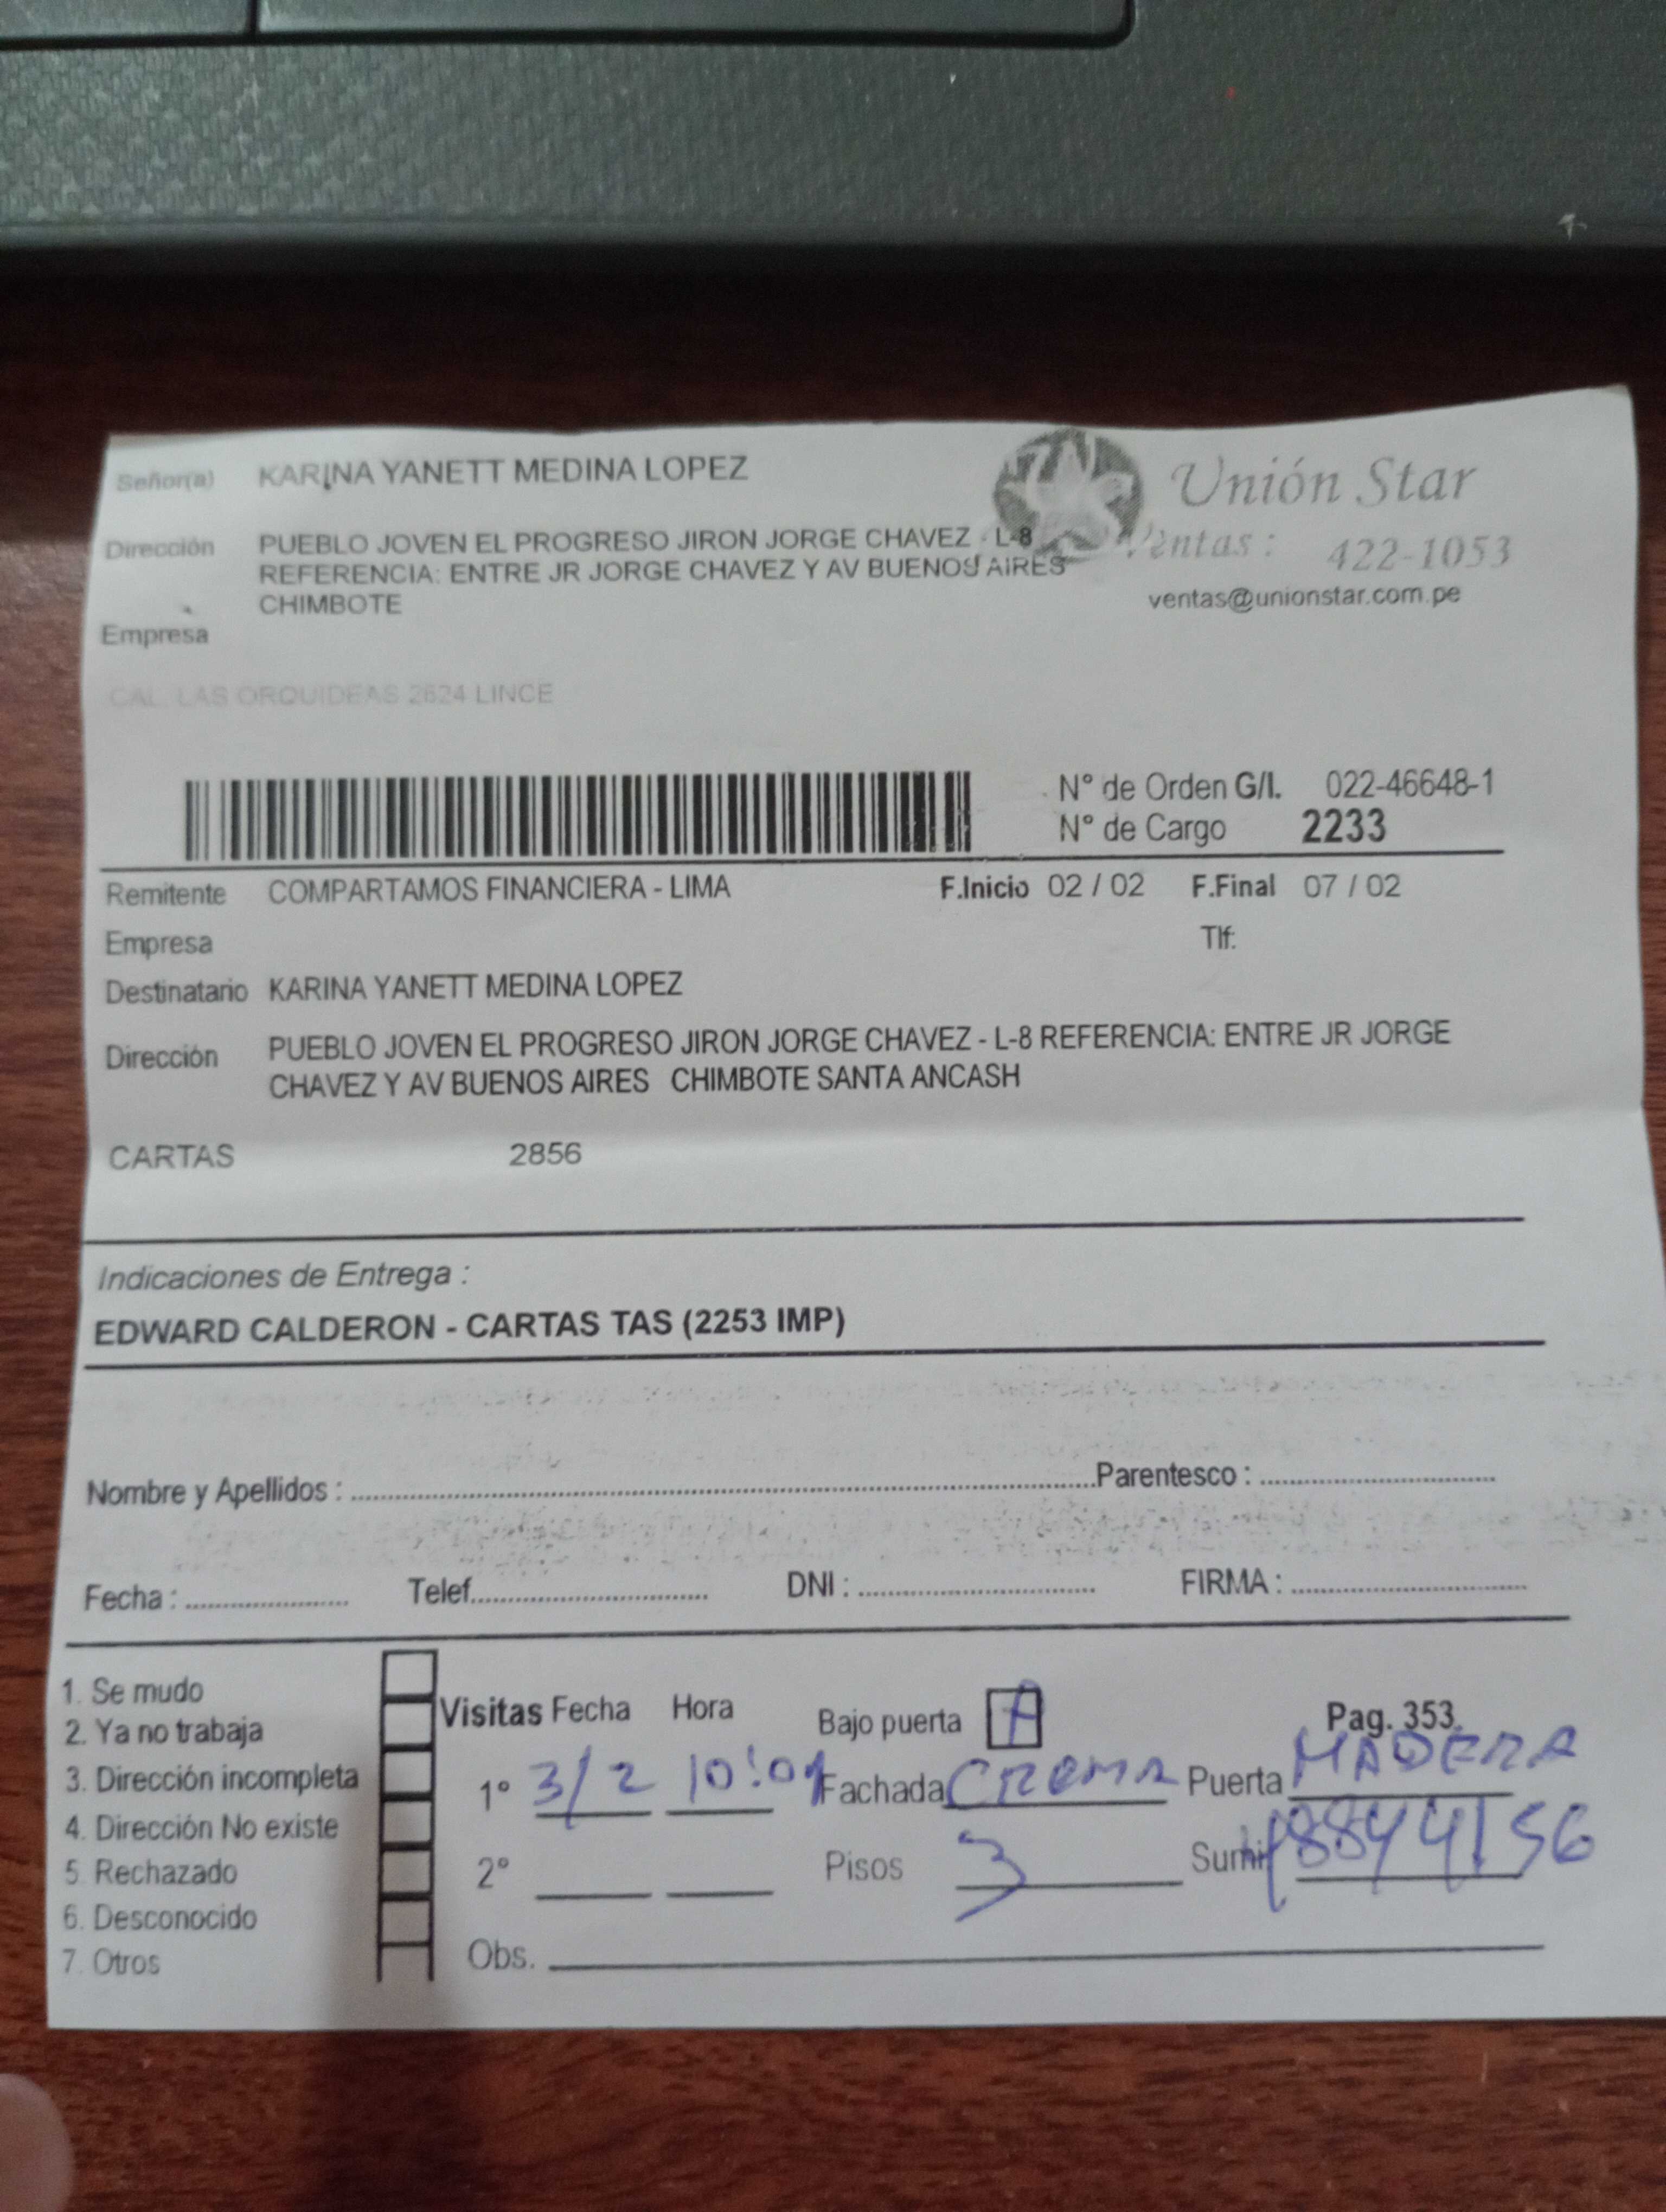 Señor(a) KARINA YANETT MEDINA LOPEZ
Unión Star
Dirección PUEBLO JOVEN EL PROGRESO JIRON JORGE CHAVEZ - L-8
Ventas: 422-1053
REFERENCIA: ENTRE JR JORGE CHAVEZ Y AV BUENOS AIRES
CHIMBOTE
ventas@unionstar.com.pe
Empresa
CAL. LAS ORQUIDEAS 2624 LINCE
N° de Orden G/I. 022-46648-1
N° de Cargo 2233
Remitente COMPARTAMOS FINANCIERA - LIMA F.Inicio 02 / 02 F.Final 07 / 02
Empresa Tlf:
Destinatario KARINA YANETT MEDINA LOPEZ
Dirección PUEBLO JOVEN EL PROGRESO JIRON JORGE CHAVEZ - L-8 REFERENCIA: ENTRE JR JORGE
CHAVEZ Y AV BUENOS AIRES CHIMBOTE SANTA ANCASH
CARTAS 2856
Indicaciones de Entrega :
EDWARD CALDERON - CARTAS TAS (2253 IMP)
Nombre y Apellidos : Parentesco :
Fecha : Telef. DNI : FIRMA :
1. Se mudo
2. Ya no trabaja
3. Dirección incompleta
4. Dirección No existe
5. Rechazado
6. Desconocido
7. Otros
Visitas Fecha Hora Bajo puerta Pag. 353
1° 3/2 Fachada CREMA Puerta MADERA
2° Pisos 3
Obs.